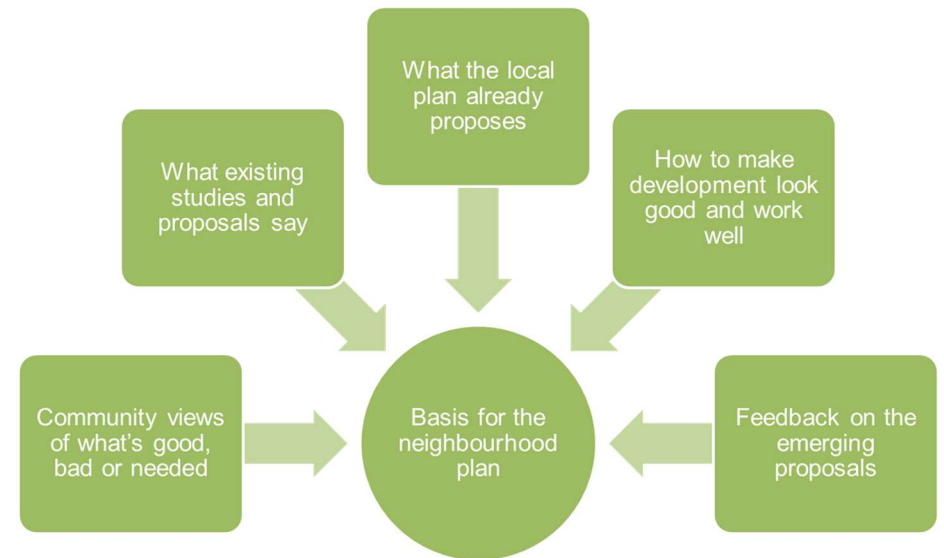 What the local
plan already
proposes
What existing
studies and
proposals say
How to make
development look
good and work
well
Community views
of what’s good,
bad or needed
Basis for the
neighbourhood
plan
Feedback on the
emerging
proposals